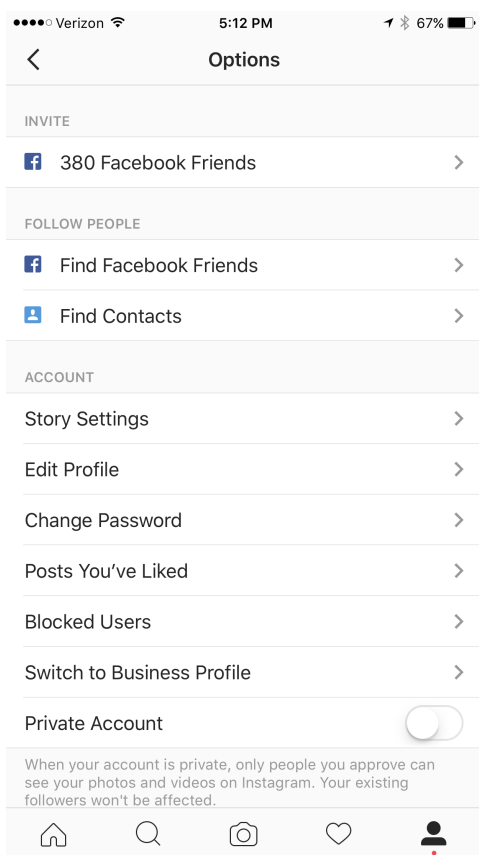 Verizon 5:12 PM 67%
Options
INVITE
380 Facebook Friends
FOLLOW PEOPLE
Find Facebook Friends
Find Contacts
ACCOUNT
Story Settings
Edit Profile
Change Password
Posts You’ve Liked
Blocked Users
Switch to Business Profile
Private Account
When your account is private, only people you approve can
see your photos and videos on Instagram. Your existing
followers won't be affected.